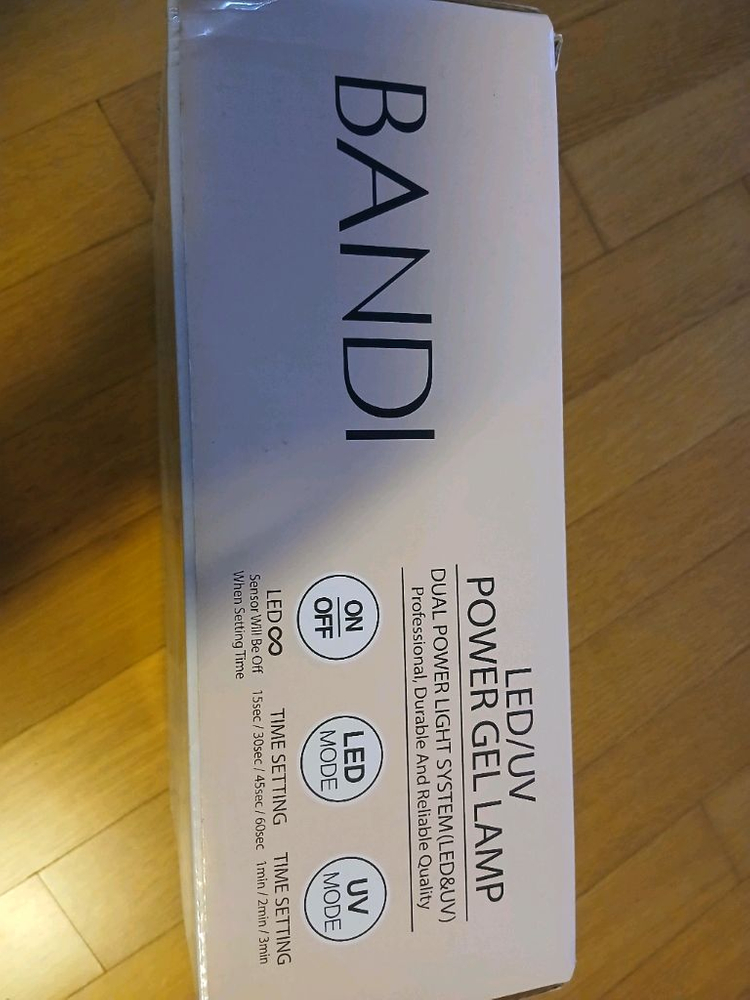 BANDI
LED/UV
POWER GEL LAMP
DUAL POWER LIGHT SYSTEM(LED&UV)
Professional, Durable And Reliable Quality
ON
OFF
LED ∞
Sensor Will Be Off
When Setting Time
LED
MODE
TIME SETTING
15sec / 30sec / 45sec / 60sec
UV
MODE
TIME SETTING
1min / 2min / 3min